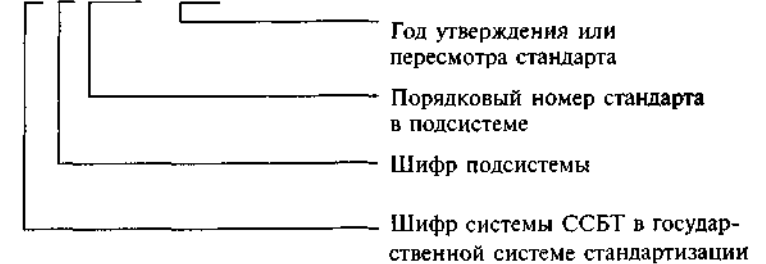 Год утверждения или
пересмотра стандарта
Порядковый номер стандарта
в подсистеме
Шифр подсистемы
Шифр системы ССБТ в государ-
ственной системе стандартизации